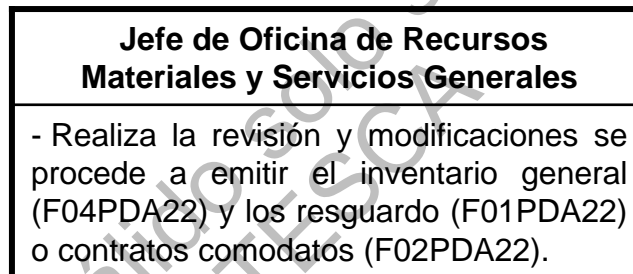 Jefe de Oficina de Recursos
Materiales y Servicios Generales
- Realiza la revisión y modificaciones se
procede a emitir el inventario general
(F04PDA22) y los resguardo (F01PDA22)
o contratos comodatos (F02PDA22).